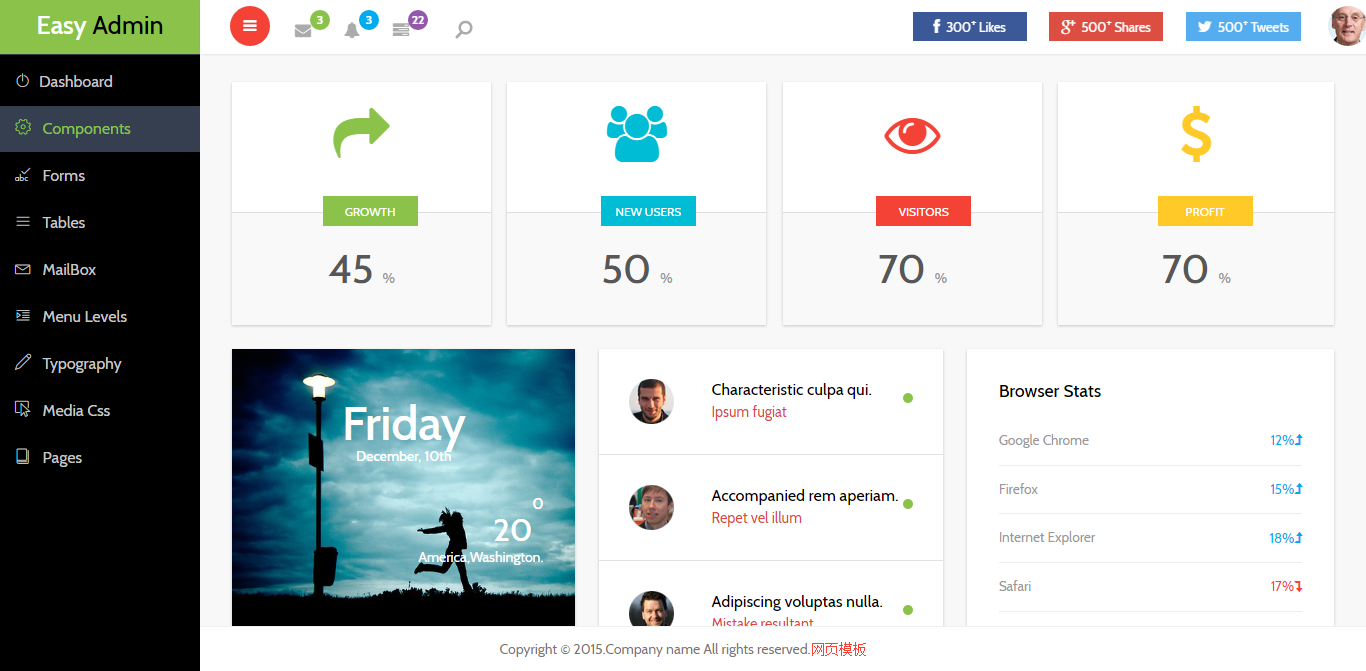 Easy Admin
3
3
22
300+ Likes
500+ Shares
500+ Tweets
Dashboard
Components
Forms
Tables
MailBox
Menu Levels
Typography
Media Css
Pages
GROWTH
45 %
NEW USERS
50 %
VISITORS
70 %
PROFIT
70 %
Friday
December, 10th
o
20
America,Washington.
Characteristic culpa qui.
Ipsum fugiat
Accompanied rem aperiam.
Repet vel illum
Adipiscing voluptas nulla.
Mistake resultant
Browser Stats
Google Chrome 12%
Firefox 15%
Internet Explorer 18%
Safari 17%
Copyright © 2015.Company name All rights reserved.网页模板